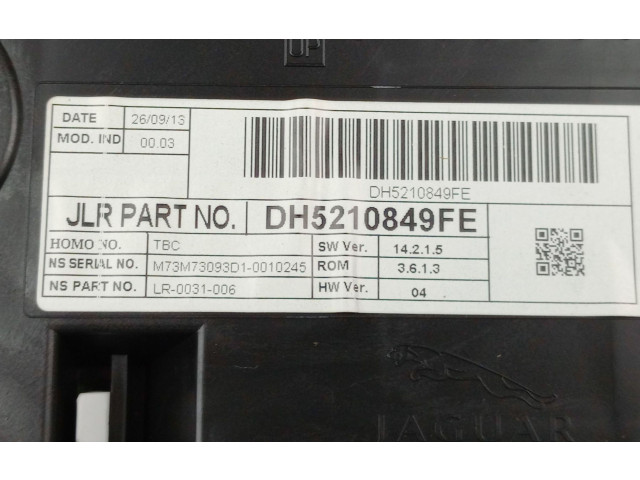 UP
DATE 26/09/13
MOD. IND 00.03
DH5210849FE
JLR PART NO. DH5210849FE
HOMO NO. TBC SW Ver. 14.2.1.5
NS SERIAL NO. M73M73093D1-0010245 ROM 3.6.1.3
NS PART NO. LR-0031-006 HW Ver. 04
JAGUAR